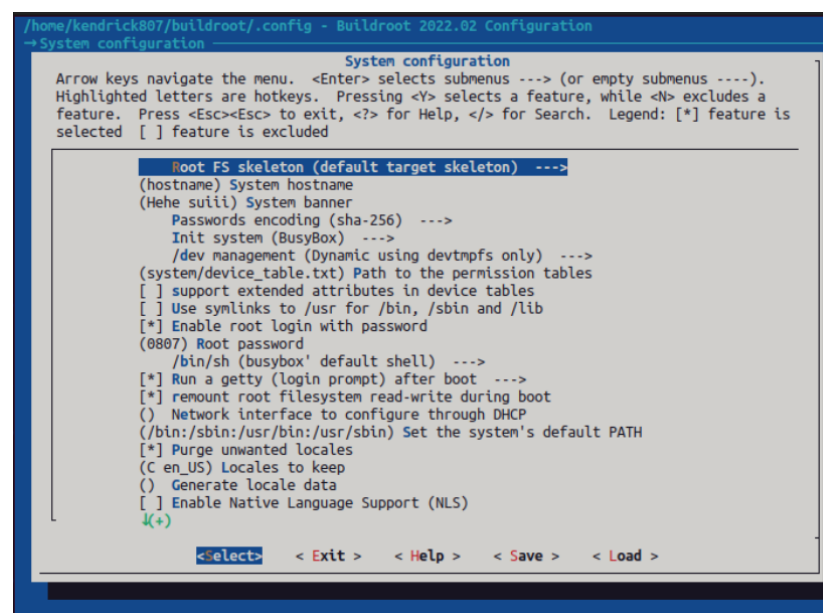 /home/kendrick807/buildroot/.config - Buildroot 2022.02 Configuration
→ System configuration
System configuration
Arrow keys navigate the menu.  <Enter> selects submenus ---> (or empty submenus ----).
Highlighted letters are hotkeys.  Pressing <Y> selects a feature, while <N> excludes a
feature.  Press <Esc><Esc> to exit, <?> for Help, </> for Search.  Legend: [*] feature is
selected  [ ] feature is excluded
Root FS skeleton (default target skeleton)  --->
(hostname) System hostname
(Hehe suiii) System banner
Passwords encoding (sha-256)  --->
Init system (BusyBox)  --->
/dev management (Dynamic using devtmpfs only)  --->
(system/device_table.txt) Path to the permission tables
[ ] support extended attributes in device tables
[ ] Use symlinks to /usr for /bin, /sbin and /lib
[*] Enable root login with password
(0807) Root password
/bin/sh (busybox' default shell)  --->
[*] Run a getty (login prompt) after boot  --->
[*] remount root filesystem read-write during boot
()  Network interface to configure through DHCP
(/bin:/sbin:/usr/bin:/usr/sbin) Set the system's default PATH
[*] Purge unwanted locales
(C en_US) Locales to keep
()  Generate locale data
[ ] Enable Native Language Support (NLS)
↓(+)
<Select>    < Exit >    < Help >    < Save >    < Load >